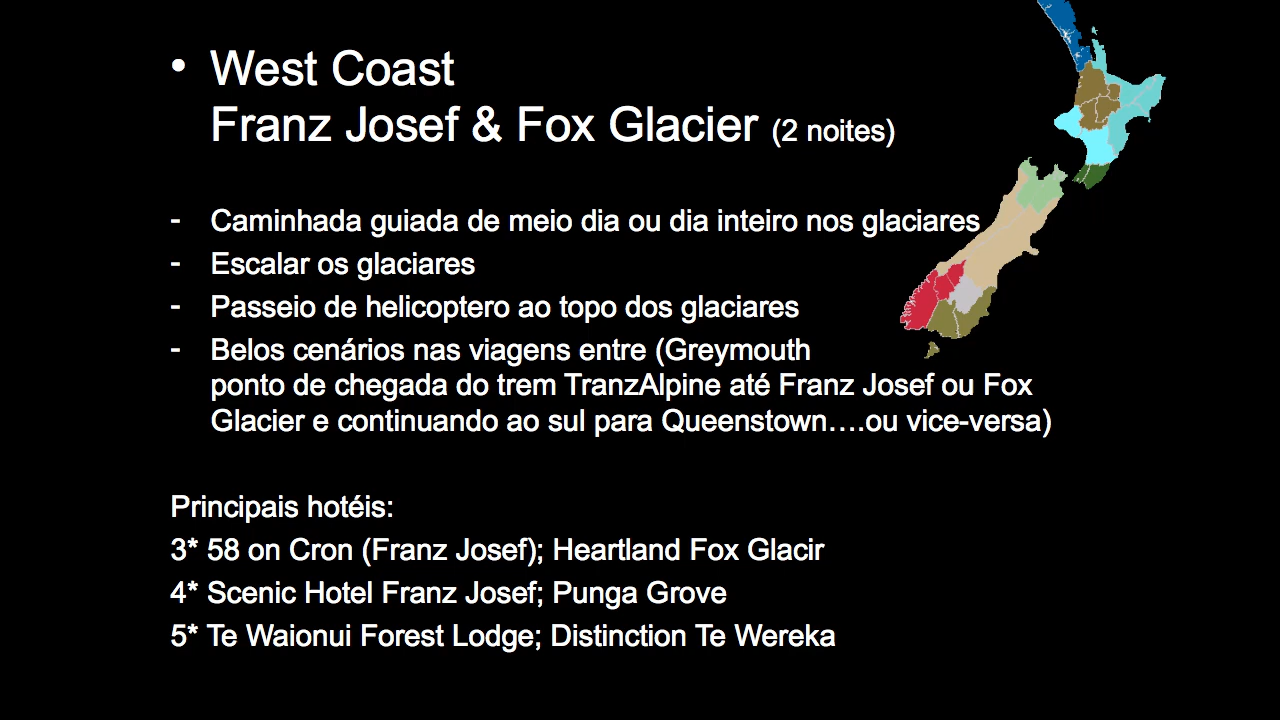 • West Coast
Franz Josef & Fox Glacier (2 noites)
- Caminhada guiada de meio dia ou dia inteiro nos glaciares
- Escalar os glaciares
- Passeio de helicoptero ao topo dos glaciares
- Belos cenários nas viagens entre (Greymouth
ponto de chegada do trem TranzAlpine até Franz Josef ou Fox
Glacier e continuando ao sul para Queenstown….ou vice-versa)
Principais hotéis:
3* 58 on Cron (Franz Josef); Heartland Fox Glacir
4* Scenic Hotel Franz Josef; Punga Grove
5* Te Waionui Forest Lodge; Distinction Te Wereka